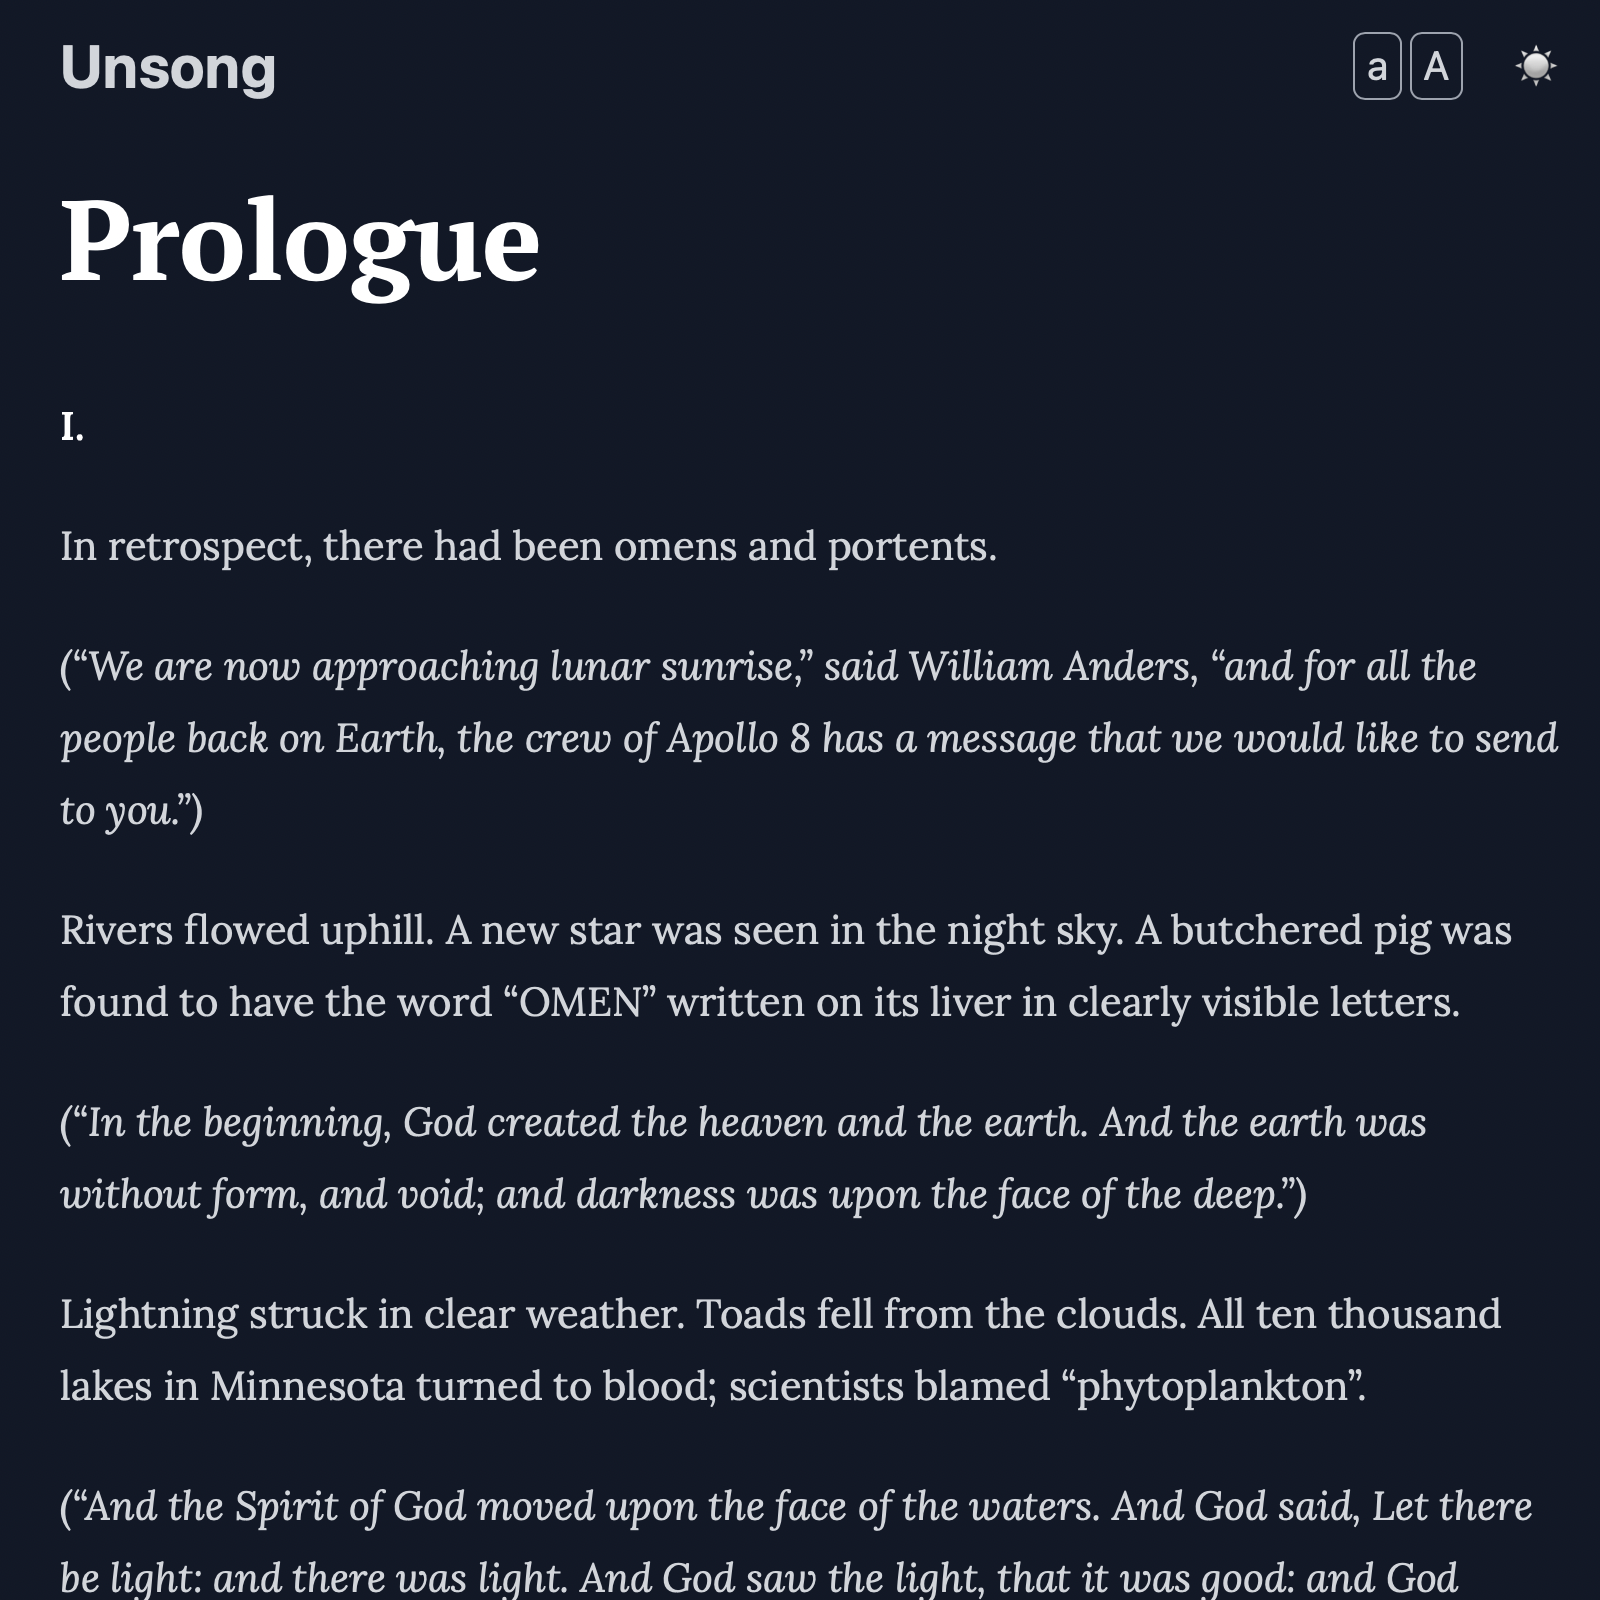 Unsong
a A
Prologue
I.
In retrospect, there had been omens and portents.
(“We are now approaching lunar sunrise,” said William Anders, “and for all the
people back on Earth, the crew of Apollo 8 has a message that we would like to send
to you.”)
Rivers flowed uphill. A new star was seen in the night sky. A butchered pig was
found to have the word “OMEN” written on its liver in clearly visible letters.
(“In the beginning, God created the heaven and the earth. And the earth was
without form, and void; and darkness was upon the face of the deep.”)
Lightning struck in clear weather. Toads fell from the clouds. All ten thousand
lakes in Minnesota turned to blood; scientists blamed “phytoplankton”.
(“And the Spirit of God moved upon the face of the waters. And God said, Let there
be light: and there was light. And God saw the light, that it was good: and God